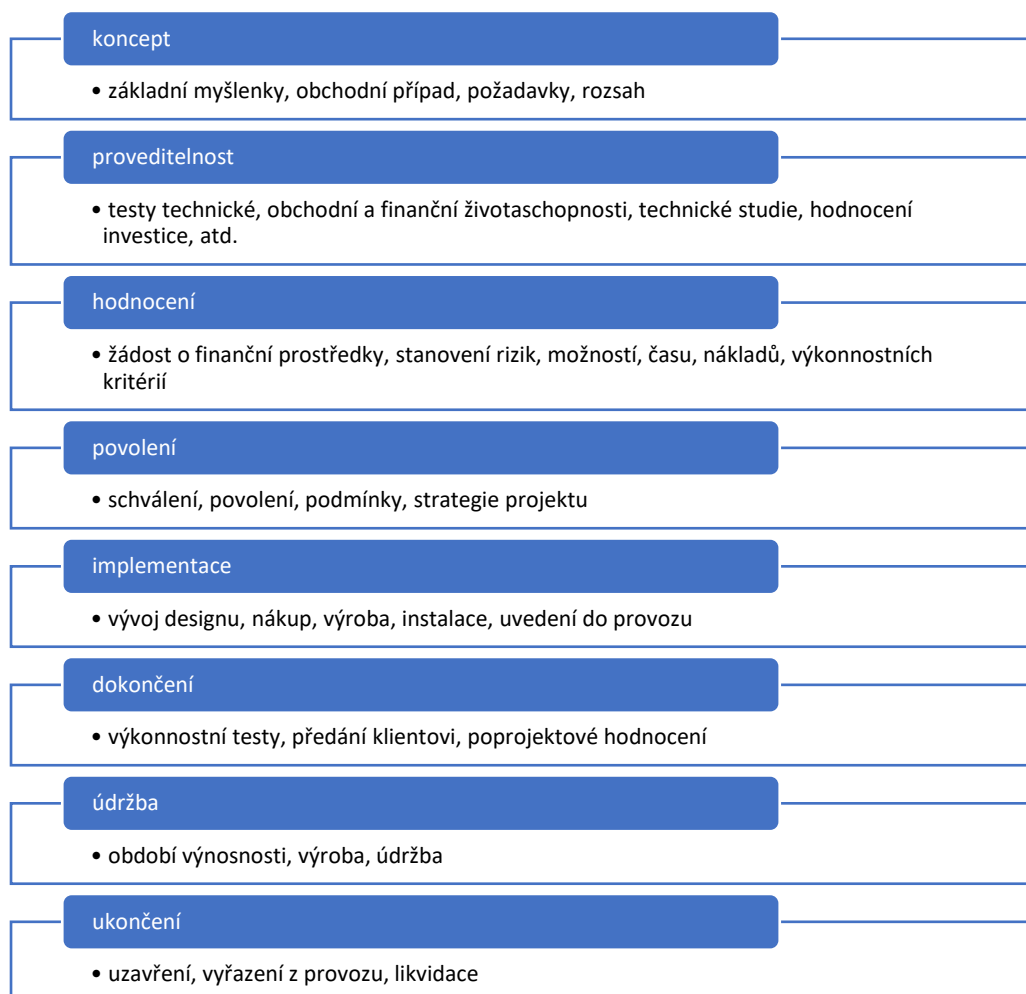 koncept
• základní myšlenky, obchodní případ, požadavky, rozsah
proveditelnost
• testy technické, obchodní a finanční životaschopnosti, technické studie, hodnocení
investice, atd.
hodnocení
• žádost o finanční prostředky, stanovení rizik, možností, času, nákladů, výkonnostních
kritérií
povolení
• schválení, povolení, podmínky, strategie projektu
implementace
• vývoj designu, nákup, výroba, instalace, uvedení do provozu
dokončení
• výkonnostní testy, předání klientovi, poprojektové hodnocení
údržba
• období výnosnosti, výroba, údržba
ukončení
• uzavření, vyřazení z provozu, likvidace